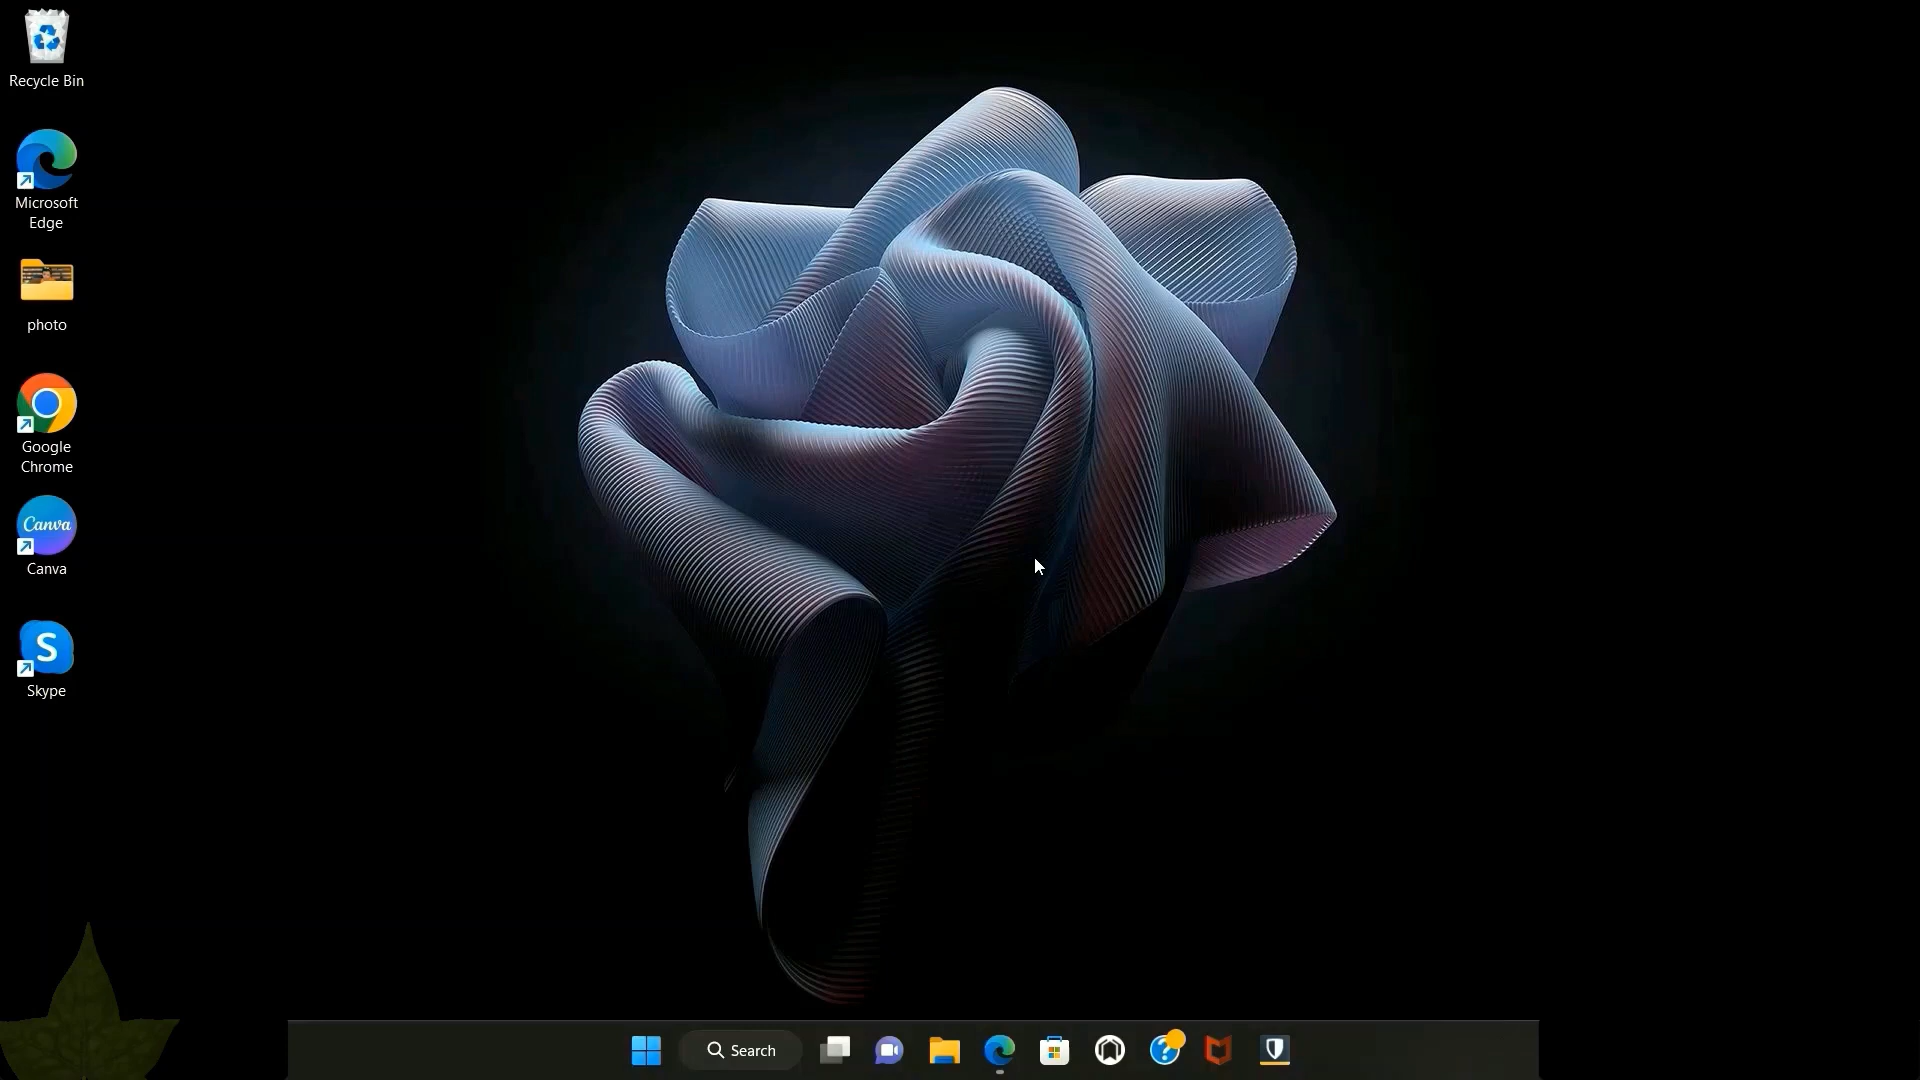 Recycle Bin
Microsoft
Edge
photo
Google
Chrome
Canva
Canva
S
Skype
Search
?